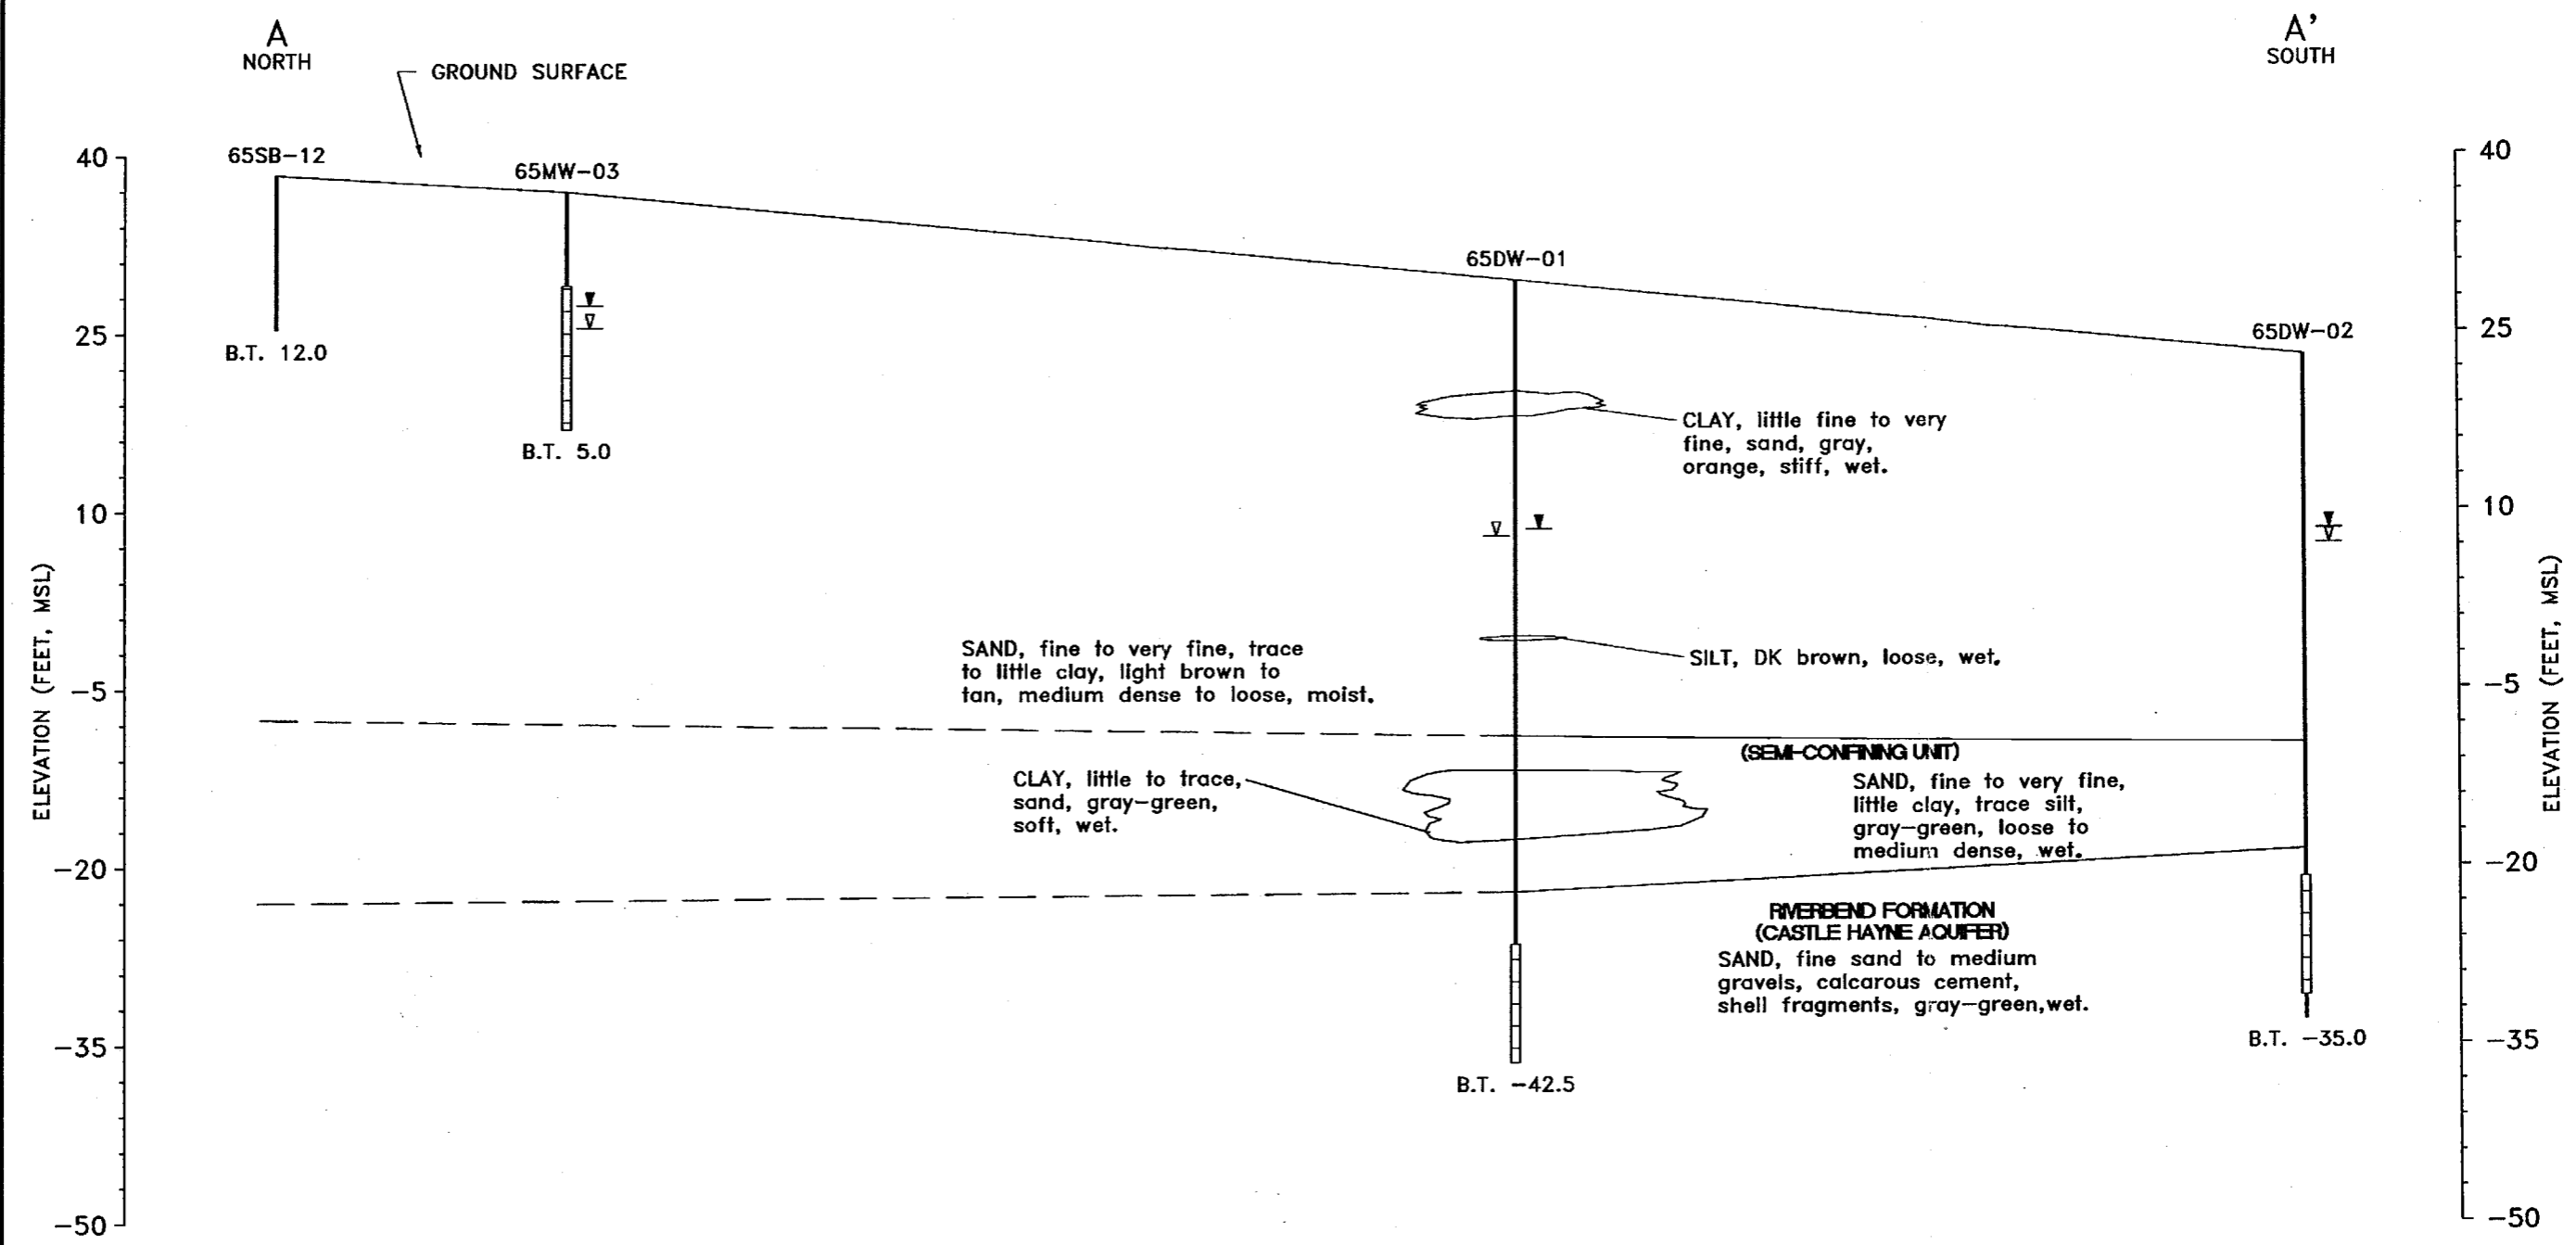 A
NORTH
A'
SOUTH
GROUND SURFACE
65SB-12
65MW-03
65DW-01
65DW-02
40
25
10
-5
-20
-35
-50
ELEVATION (FEET, MSL)
B.T. 12.0
B.T. 5.0
CLAY, little fine to very
fine, sand, gray,
orange, stiff, wet.
SAND, fine to very fine, trace
to little clay, light brown to
tan, medium dense to loose, moist.
SILT, DK brown, loose, wet.
(SEMI-CONFINING UNIT)
CLAY, little to trace,
sand, gray-green,
soft, wet.
SAND, fine to very fine,
little clay, trace silt,
gray-green, loose to
medium dense, wet.
RIVERBEND FORMATION
(CASTLE HAYNE AQUIFER)
SAND, fine sand to medium
gravels, calcarous cement,
shell fragments, gray-green,wet.
B.T. -42.5
B.T. -35.0
40
25
10
-5
-20
-35
-50
ELEVATION (FEET, MSL)